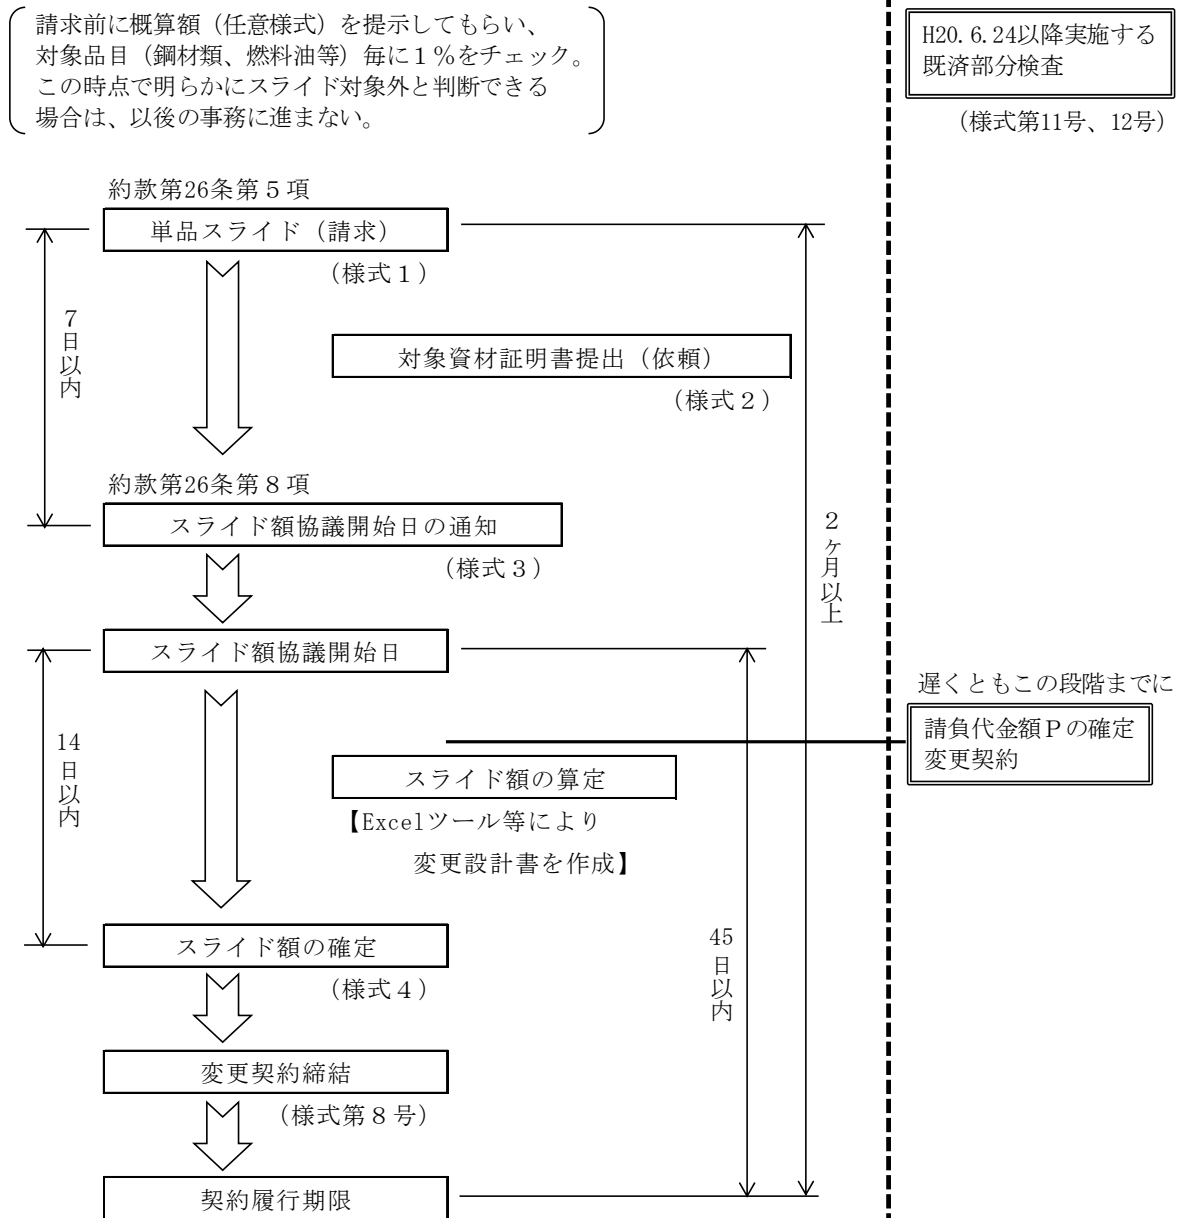 請求前に概算額（任意様式）を提示してもらい、
対象品目（鋼材類、燃料油等）毎に１％をチェック。
この時点で明らかにスライド対象外と判断できる
場合は、以後の事務に進まない。
H20.6.24以降実施する
既済部分検査
（様式第11号、12号）
約款第26条第５項
単品スライド（請求）
（様式１）
7日以内
対象資材証明書提出（依頼）
（様式２）
約款第26条第８項
スライド額協議開始日の通知
（様式３）
２ヶ月以上
スライド額協議開始日
遅くともこの段階までに
請負代金額Ｐの確定
変更契約
14日以内
スライド額の算定
【Excelツール等により
変更設計書を作成】
スライド額の確定
（様式４）
45日以内
変更契約締結
（様式第８号）
契約履行期限